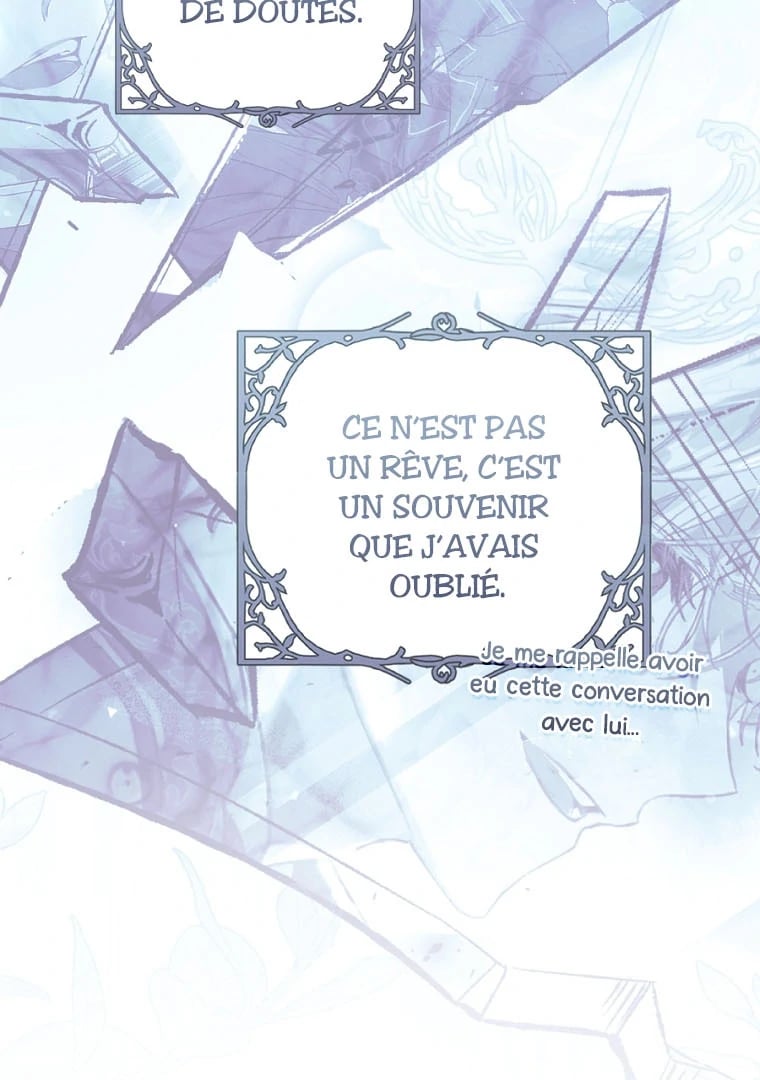 DE DOUTES.
CE N'EST PAS
UN RÊVE, C'EST
UN SOUVENIR
QUE J'AVAIS
OUBLIÉ.
Je me rappelle avoir
eu cette conversation
avec lui...